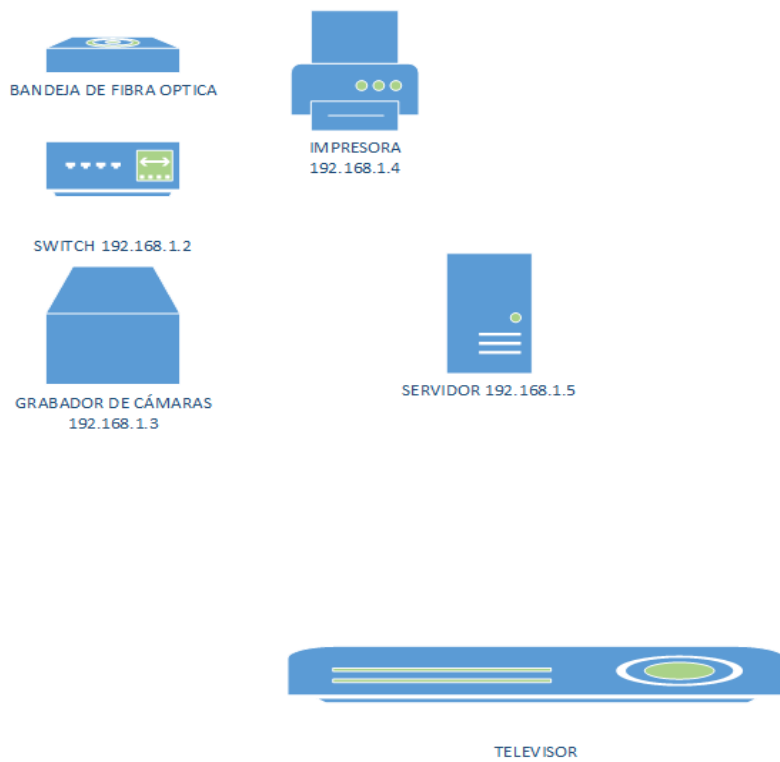 BANDEJA DE FIBRA OPTICA
IMPRESORA
192.168.1.4
SWITCH 192.168.1.2
GRABADOR DE CÁMARAS
192.168.1.3
SERVIDOR 192.168.1.5
TELEVISOR